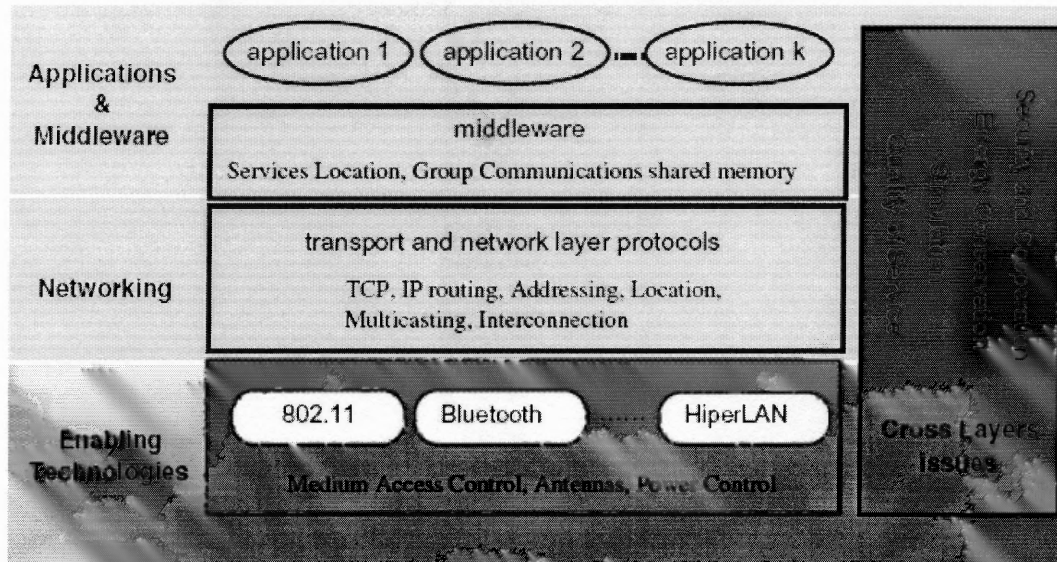 Applications
&
Middleware
application 1
application 2
application k
middleware
Services Location, Group Communications shared memory
Networking
transport and network layer protocols
TCP, IP routing, Addressing, Location,
Multicasting, Interconnection
Enabling
Technologies
802.11
Bluetooth
......
HiperLAN
Medium Access Control, Antennas, Power Control
Security and Cooperation
Energy Conservation
Simulation
Quality of Service
Cross Layers
Issues